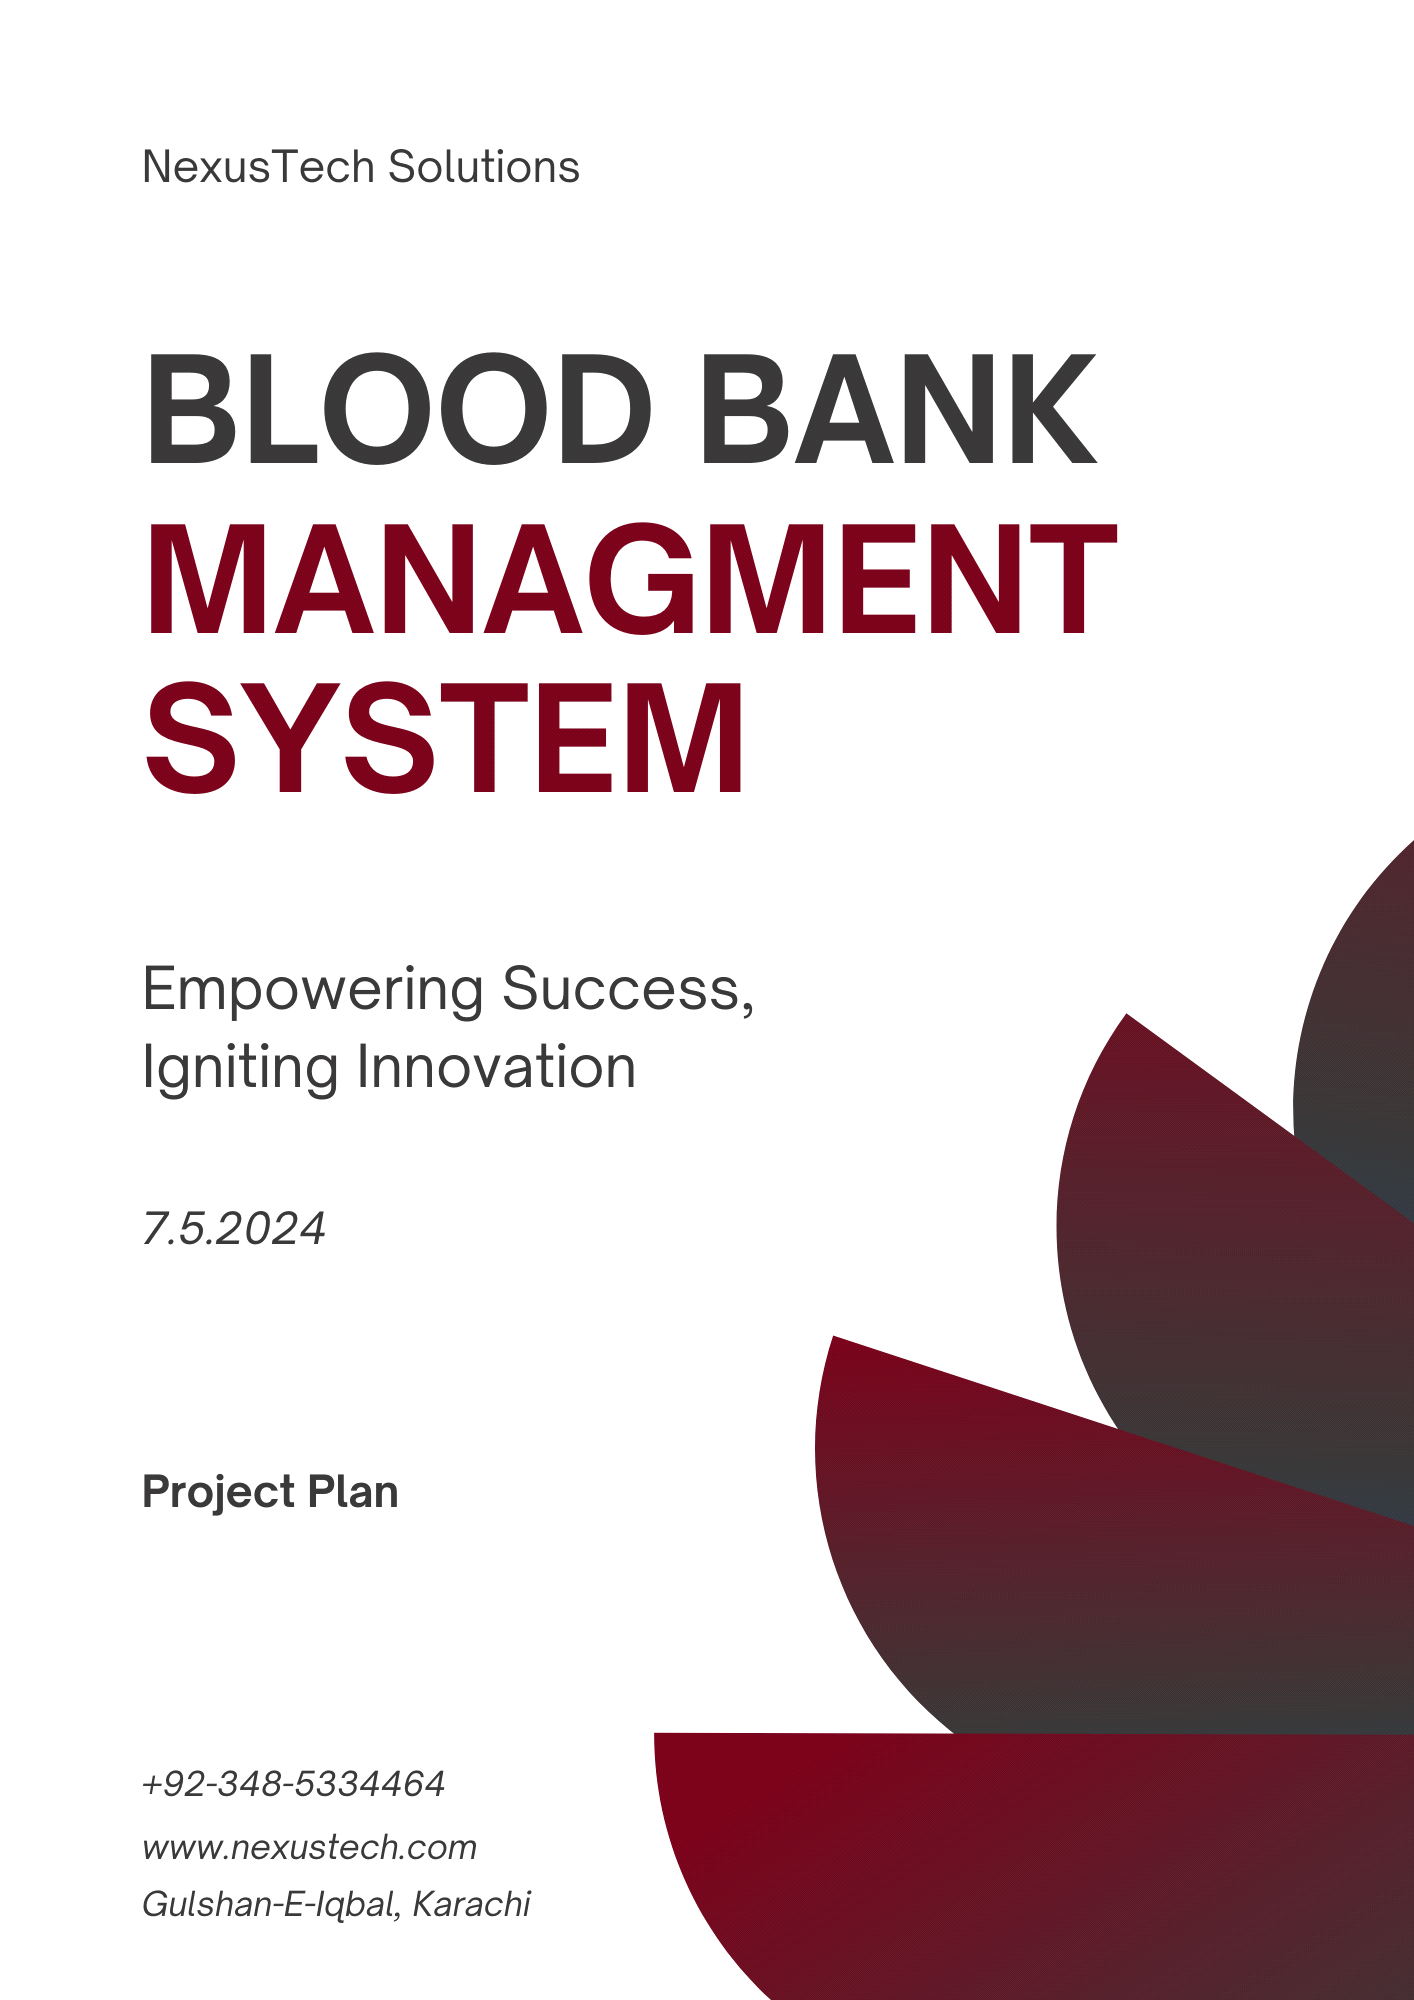 NexusTech Solutions
BLOOD BANK
MANAGMENT
SYSTEM
Empowering Success,
Igniting Innovation
7.5.2024
Project Plan
+92-348-5334464
www.nexustech.com
Gulshan-E-Iqbal, Karachi